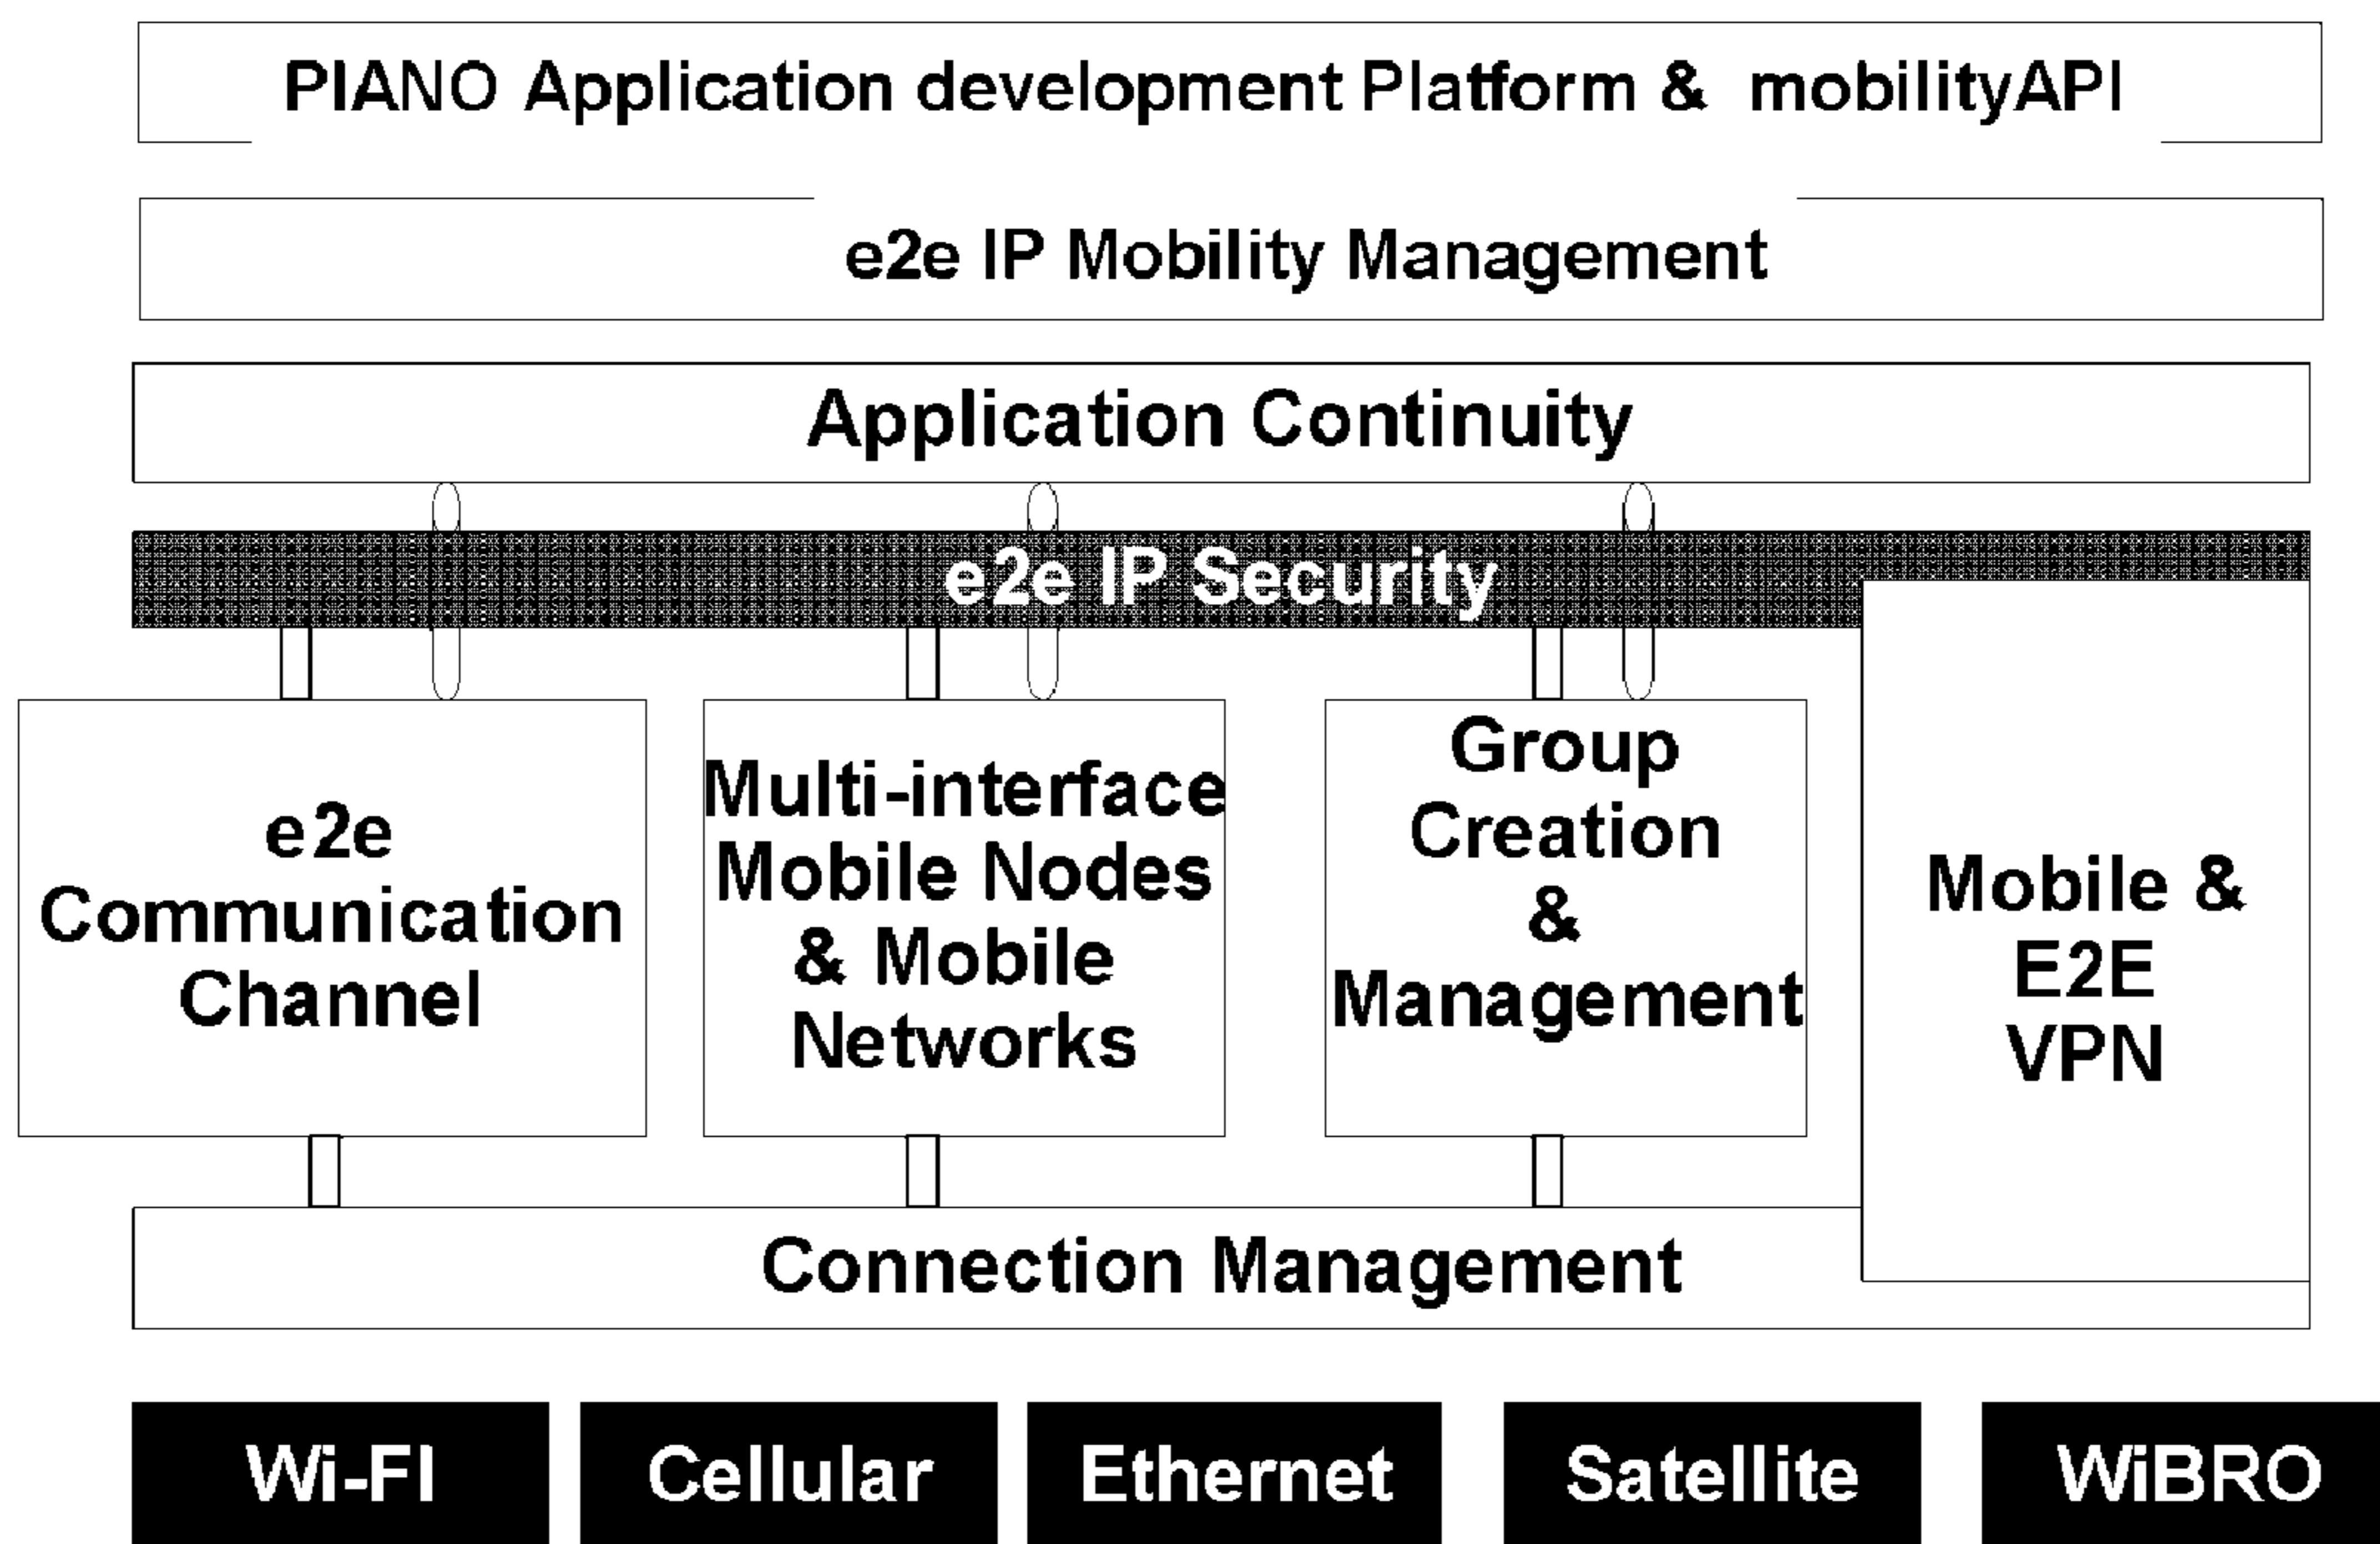 PIANO Application development Platform & mobilityAPI
e2e IP Mobility Management
Application Continuity
e2e IP Security
e2e
Communication
Channel
Multi-interface
Mobile Nodes
& Mobile
Networks
Group
Creation
&
Management
Mobile &
E2E
VPN
Connection Management
Wi-FI
Cellular
Ethernet
Satellite
WiBRO